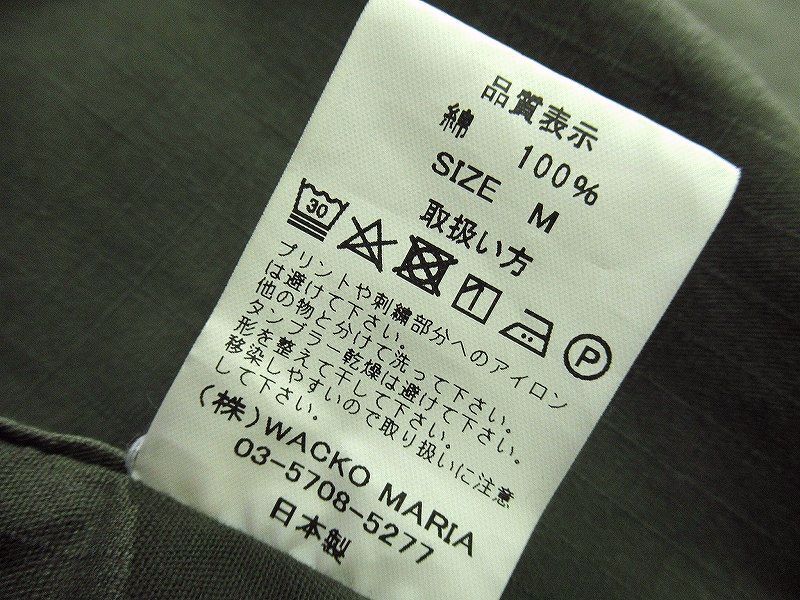 品質表示
綿 100%
SIZE M
取扱い方
30
P
プリントや刺繍部分へのアイロン
は避けて下さい。
他の物と分けて洗って下さい。
タンブラー乾燥は避けて下さい。
形を整えて干して下さい。
移染しやすいので取り扱いに注意
して下さい。
(株)WACKO MARIA
03-5708-5277
日本製